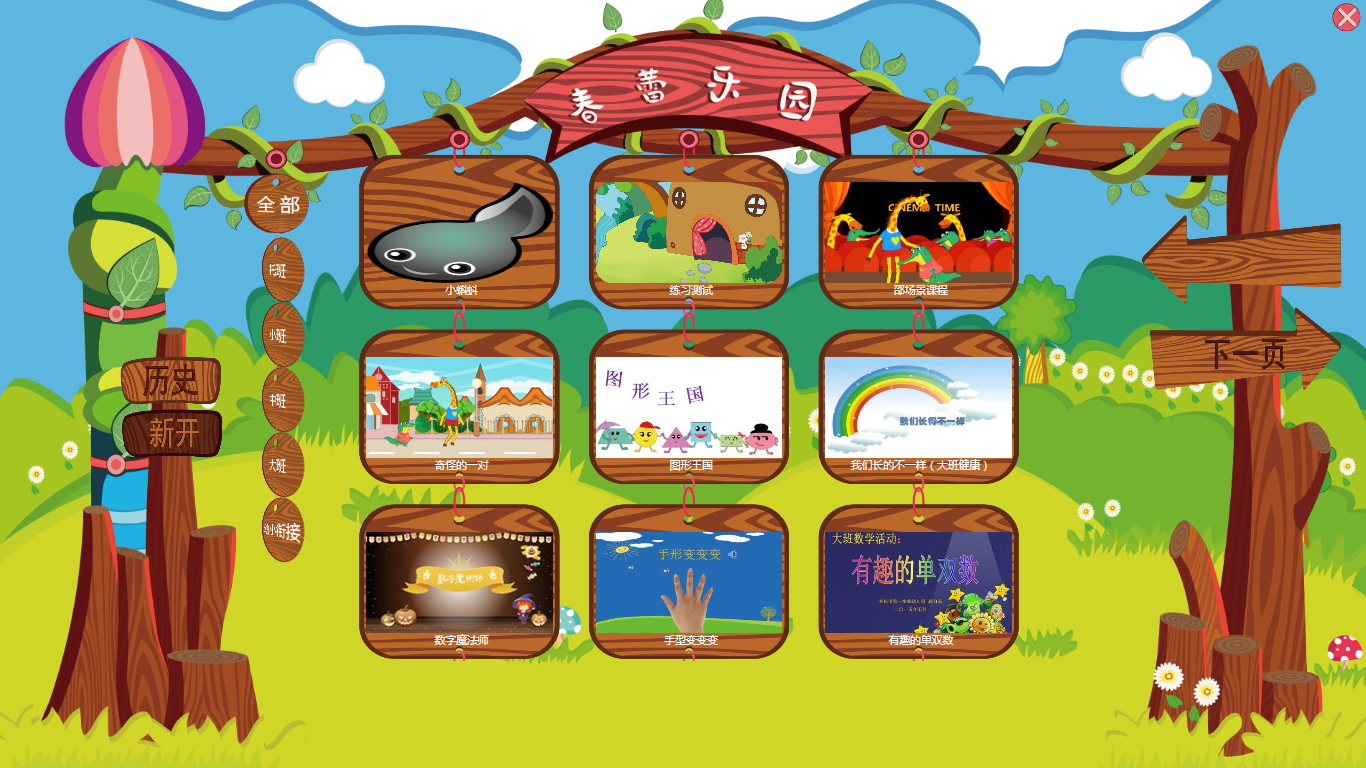 春蕾乐园
全部
小班
中班
大班
历史
新开
下一页
小蝌蚪
练习测试
CINEMA TIME
部场景课程
奇怪的一对
图形王国
图形王国
我们长得不一样
我们长的不一样（大班健康）
数字魔法师
手形变变变
手型变变变
大班数学活动：
有趣的单双数
有趣的单双数